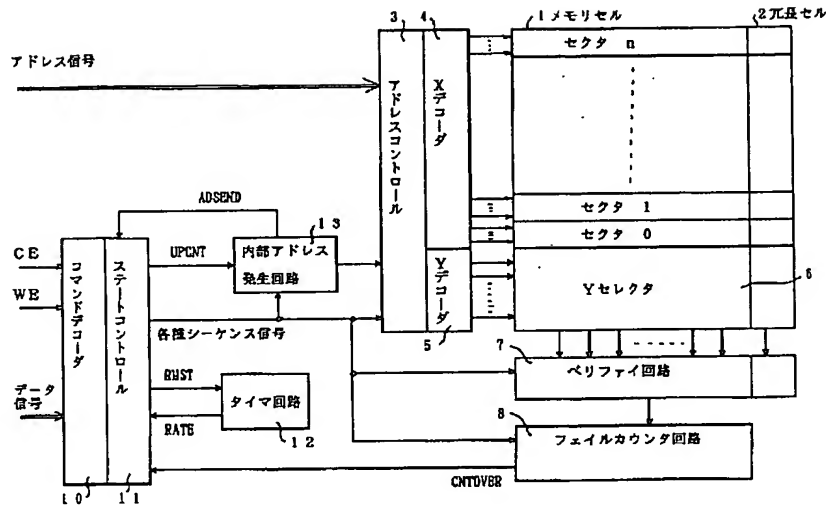 3
4
1メモリセル
2冗長セル
アドレス信号
アドレスコントロール
Xデコーダ
セクタ n
セクタ 1
セクタ 0
ADSEND
13
CE
WE
UPCNT
内部アドレス
発生回路
Yデコーダ
Yセレクタ
6
コマンドデコーダ
ステートコントロール
各種シーケンス信号
5
7
ベリファイ回路
データ
信号
RWST
タイマ回路
RATE
12
8
フェイルカウンタ回路
CNTOVER
10
11